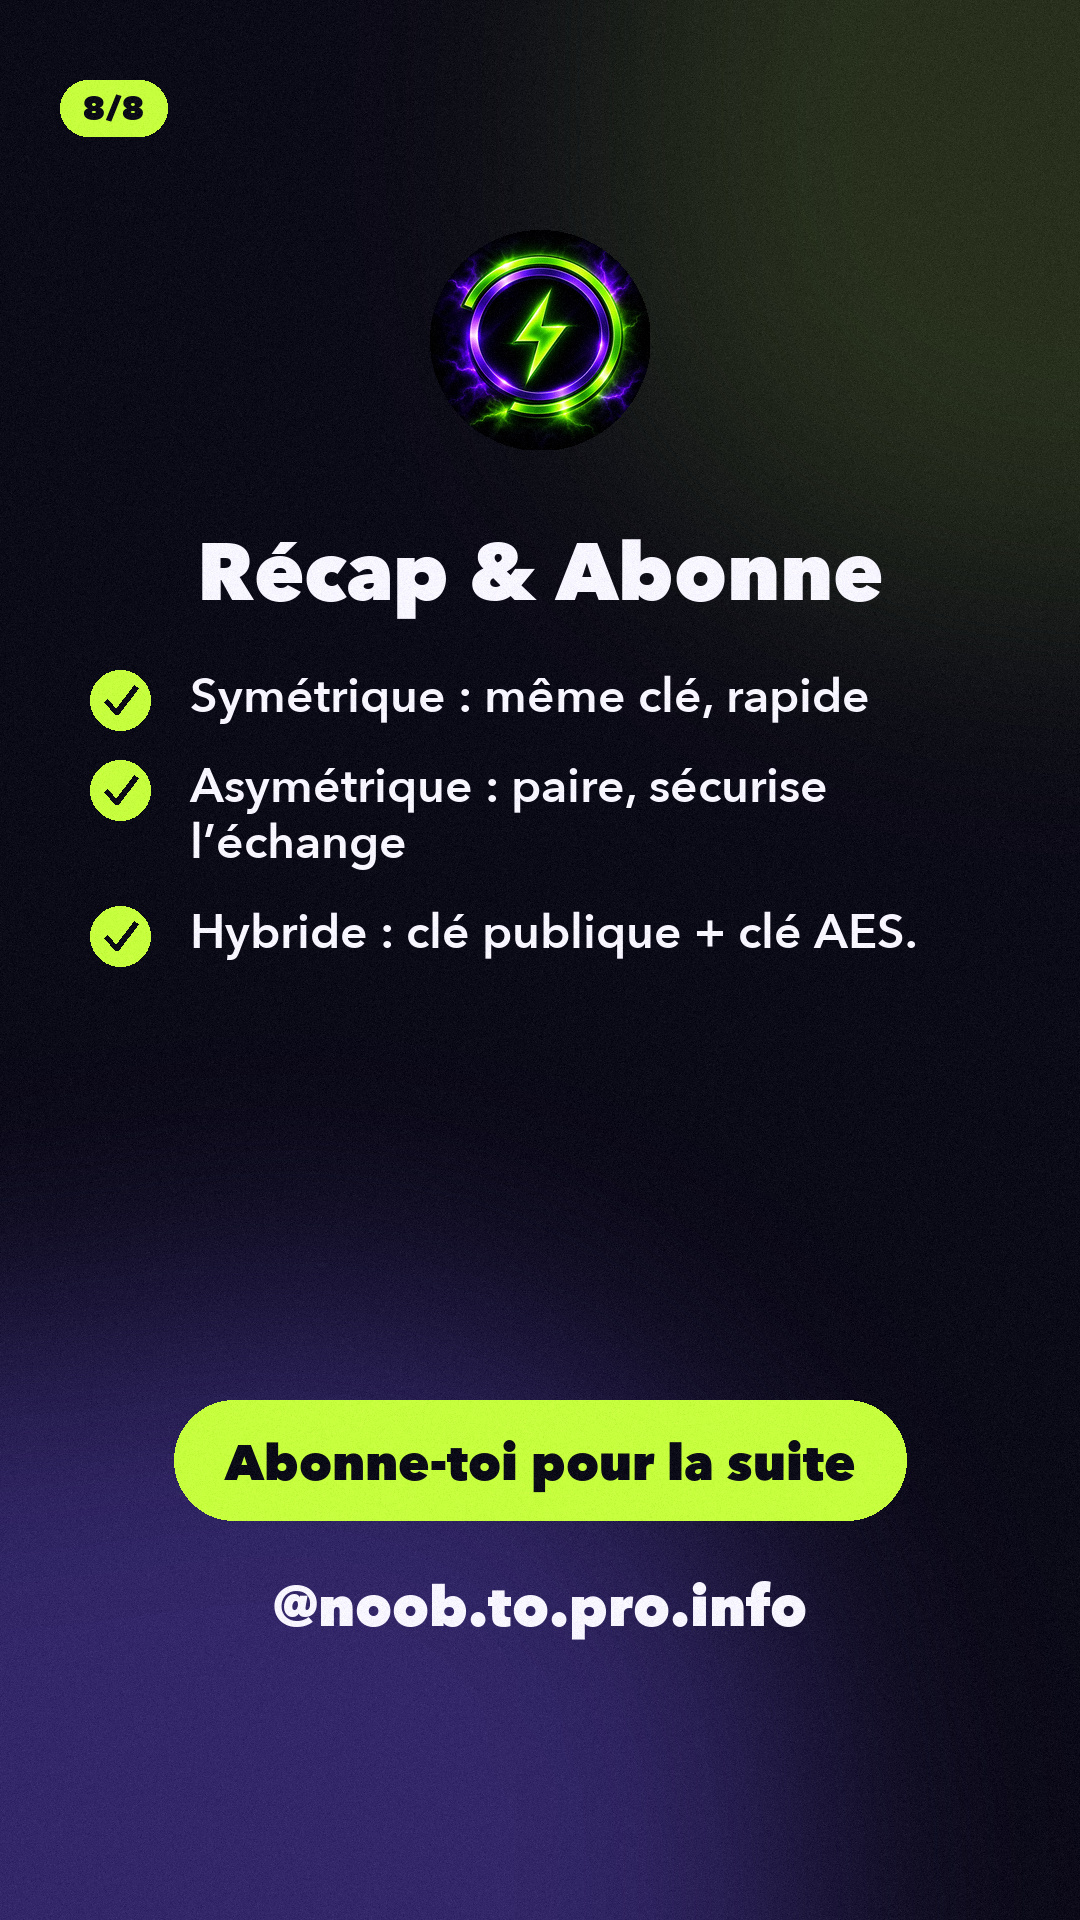 8/8
Récap & Abonne
Symétrique : même clé, rapide
Asymétrique : paire, sécurise
l’échange
Hybride : clé publique + clé AES.
Abonne-toi pour la suite
@noob.to.pro.info